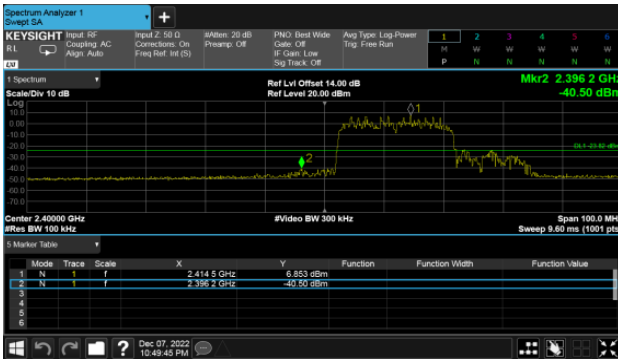 Spectrum Analyzer 1
Swept SA
KEYSIGHT Input: RF Input Z: 50 Ω #Atten: 20 dB PNO: Best Wide Avg Type: Log-Power 1 2 3 4 5 6
RL Coupling: AC Corrections: On Preamp: Off Gate: Off Trig: Free Run M W W W W W
Align: Auto Freq Ref: Int (S) IF Gain: Low P N N N N N
LXI Sig Track: Off
1 Spectrum Ref Lvl Offset 14.00 dB Mkr2 2.396 2 GHz
Scale/Div 10 dB Ref Level 20.00 dBm -40.50 dBm
Log
10.0
0.00
-10.0
-20.0
-30.0
-40.0
-50.0
-60.0
-70.0
1
2
DL1 -23.82 dBm
Center 2.40000 GHz #Video BW 300 kHz Span 100.0 MHz
#Res BW 100 kHz Sweep 9.60 ms (1001 pts)
5 Marker Table
Mode Trace Scale X Y Function Function Width Function Value
1 N 1 f 2.414 5 GHz 6.853 dBm
2 N 1 f 2.396 2 GHz -40.50 dBm
3
4
5
6
? Dec 07, 2022
10:49:45 PM